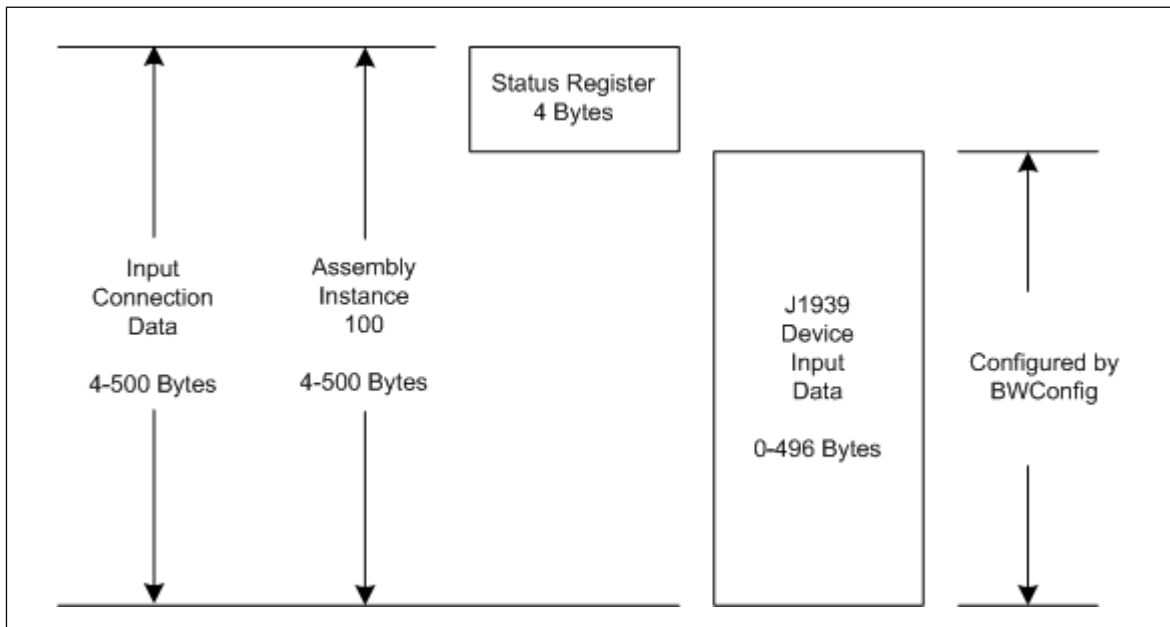 Status Register
4 Bytes
Input
Connection
Data
4-500 Bytes
Assembly
Instance
100
4-500 Bytes
J1939
Device
Input
Data
0-496 Bytes
Configured by
BWConfig